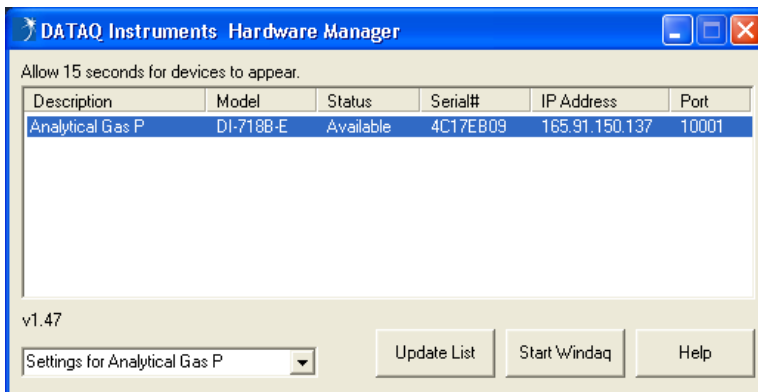 DATAQ Instruments Hardware Manager
Allow 15 seconds for devices to appear.
Description Model Status Serial# IP Address Port
Analytical Gas P DI-718B-E Available 4C17EB09 165.91.150.137 10001
v1.47
Settings for Analytical Gas P Update List Start Windaq Help